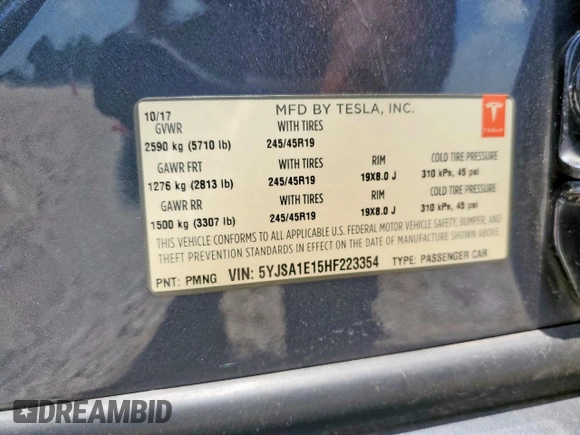 10/17 MFD BY TESLA, INC. TESLA
GVWR WITH TIRES
2590 kg (5710 lb) 245/45R19
GAWR FRT WITH TIRES RIM COLD TIRE PRESSURE
1276 kg (2813 lb) 245/45R19 19X8.0 J 310 kPs, 45 psi
GAWR RR WITH TIRES RIM COLD TIRE PRESSURE
1500 kg (3307 lb) 245/45R19 19X8.0 J 310 kPs, 45 psi
THIS VEHICLE CONFORMS TO ALL APPLICABLE U.S. FEDERAL MOTOR VEHICLE SAFETY, BUMPER, AND
THEFT PREVENTION STANDARDS IN EFFECT ON THE DATE OF MANUFACTURE SHOWN ABOVE.
PNT: PMNG VIN: 5YJSA1E15HF223354 TYPE: PASSENGER CAR
DREAMBID